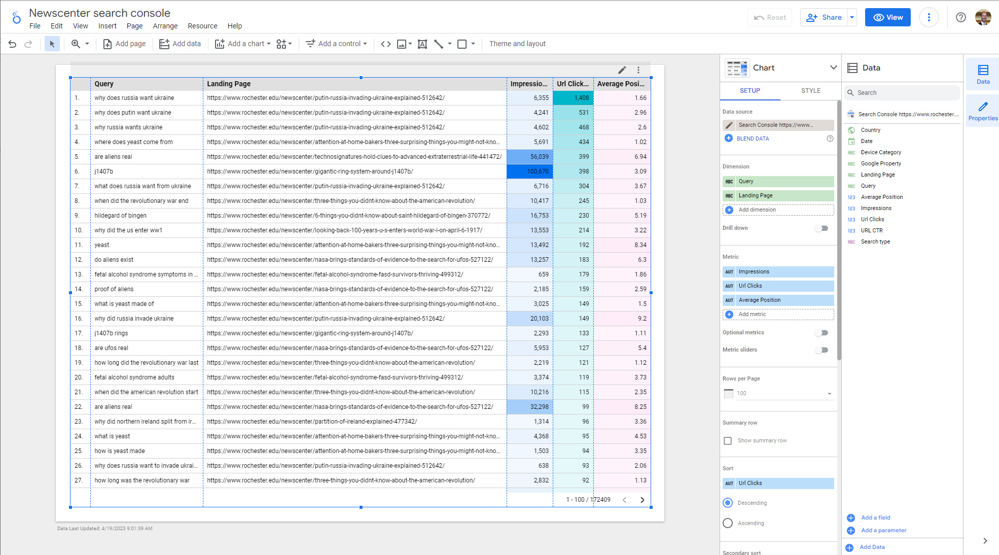 Newscenter search console
File Edit View Insert Page Arrange Resource Help
Reset Share View
Add page Add data Add a chart Add a control Theme and layout
Query Landing Page Impressio... Url Click... Average Posi...
1. why does russia want ukraine https://www.rochester.edu/newscenter/putin-russia-invading-ukraine-explained-512642/ 6,355 1,408 1.66
2. why does putin want ukraine https://www.rochester.edu/newscenter/putin-russia-invading-ukraine-explained-512642/ 4,241 531 2.96
3. why russia wants ukraine https://www.rochester.edu/newscenter/putin-russia-invading-ukraine-explained-512642/ 4,602 468 2.6
4. where does yeast come from https://www.rochester.edu/newscenter/attention-at-home-bakers-three-surprising-things-you-might-not-kno... 5,691 434 1.02
5. are aliens real https://www.rochester.edu/newscenter/technosignatures-hold-clues-to-advanced-extraterrestrial-life-441472/ 56,039 399 6.94
6. j1407b https://www.rochester.edu/newscenter/gigantic-ring-system-around-j1407b/ 100,670 398 3.09
7. what does russia want from ukraine https://www.rochester.edu/newscenter/putin-russia-invading-ukraine-explained-512642/ 6,716 304 3.67
8. when did the revolutionary war end https://www.rochester.edu/newscenter/three-things-you-didnt-know-about-the-american-revolution/ 10,417 245 1.03
9. hildegard of bingen https://www.rochester.edu/newscenter/6-things-you-didnt-know-about-saint-hildegard-of-bingen-370772/ 16,753 230 5.19
10. why did the us enter ww1 https://www.rochester.edu/newscenter/looking-back-100-years-u-s-enters-world-war-i-on-april-6-1917/ 13,553 214 3.22
11. yeast https://www.rochester.edu/newscenter/attention-at-home-bakers-three-surprising-things-you-might-not-kno... 13,492 192 8.34
12. do aliens exist https://www.rochester.edu/newscenter/nasa-brings-standards-of-evidence-to-the-search-for-ufos-527122/ 13,257 183 6.3
13. fetal alcohol syndrome symptoms in ... https://www.rochester.edu/newscenter/fetal-alcohol-syndrome-fasd-survivors-thriving-499312/ 659 179 1.86
14. proof of aliens https://www.rochester.edu/newscenter/nasa-brings-standards-of-evidence-to-the-search-for-ufos-527122/ 2,185 159 2.59
15. what is yeast made of https://www.rochester.edu/newscenter/attention-at-home-bakers-three-surprising-things-you-might-not-kno... 3,025 149 1.5
16. why did russia invade ukraine https://www.rochester.edu/newscenter/putin-russia-invading-ukraine-explained-512642/ 20,103 149 9.2
17. j1407b rings https://www.rochester.edu/newscenter/gigantic-ring-system-around-j1407b/ 2,293 133 1.11
18. are ufos real https://www.rochester.edu/newscenter/nasa-brings-standards-of-evidence-to-the-search-for-ufos-527122/ 5,953 127 5.4
19. how long did the revolutionary war last https://www.rochester.edu/newscenter/three-things-you-didnt-know-about-the-american-revolution/ 2,219 121 1.12
20. fetal alcohol syndrome adults https://www.rochester.edu/newscenter/fetal-alcohol-syndrome-fasd-survivors-thriving-499312/ 3,374 119 3.73
21. when did the american revolution start https://www.rochester.edu/newscenter/three-things-you-didnt-know-about-the-american-revolution/ 10,216 115 2.35
22. are aliens real https://www.rochester.edu/newscenter/nasa-brings-standards-of-evidence-to-the-search-for-ufos-527122/ 32,298 99 8.25
23. why did northern ireland split from ir... https://www.rochester.edu/newscenter/partition-of-ireland-explained-477342/ 1,314 96 3.36
24. what is yeast https://www.rochester.edu/newscenter/attention-at-home-bakers-three-surprising-things-you-might-not-kno... 4,368 95 4.53
25. how is yeast made https://www.rochester.edu/newscenter/attention-at-home-bakers-three-surprising-things-you-might-not-kno... 1,503 94 3.35
26. why does russia want to invade ukrai... https://www.rochester.edu/newscenter/putin-russia-invading-ukraine-explained-512642/ 638 93 2.06
27. how long was the revolutionary war https://www.rochester.edu/newscenter/three-things-you-didnt-know-about-the-american-revolution/ 2,832 92 1.13
1 - 100 / 172409
Data Last Updated: 4/19/2023 9:01:39 AM
Chart
SETUP STYLE
Data source
Search Console https://www...
BLEND DATA
Dimension
ABC Query
ABC Landing Page
Add dimension
Drill down
Metric
AUT Impressions
AUT Url Clicks
AUT Average Position
Add metric
Optional metrics
Metric sliders
Rows per Page
100
Summary row
Show summary row
Sort
AUT Url Clicks
Descending
Ascending
Secondary sort
Data
Search
Search Console https://www.rochester....
Country
Date
ABC Device Category
ABC Google Property
ABC Landing Page
ABC Query
123 Average Position
123 Impressions
123 Url Clicks
123 URL CTR
ABC Search type
Add a field
Add a parameter
Add Data
Data
Properties